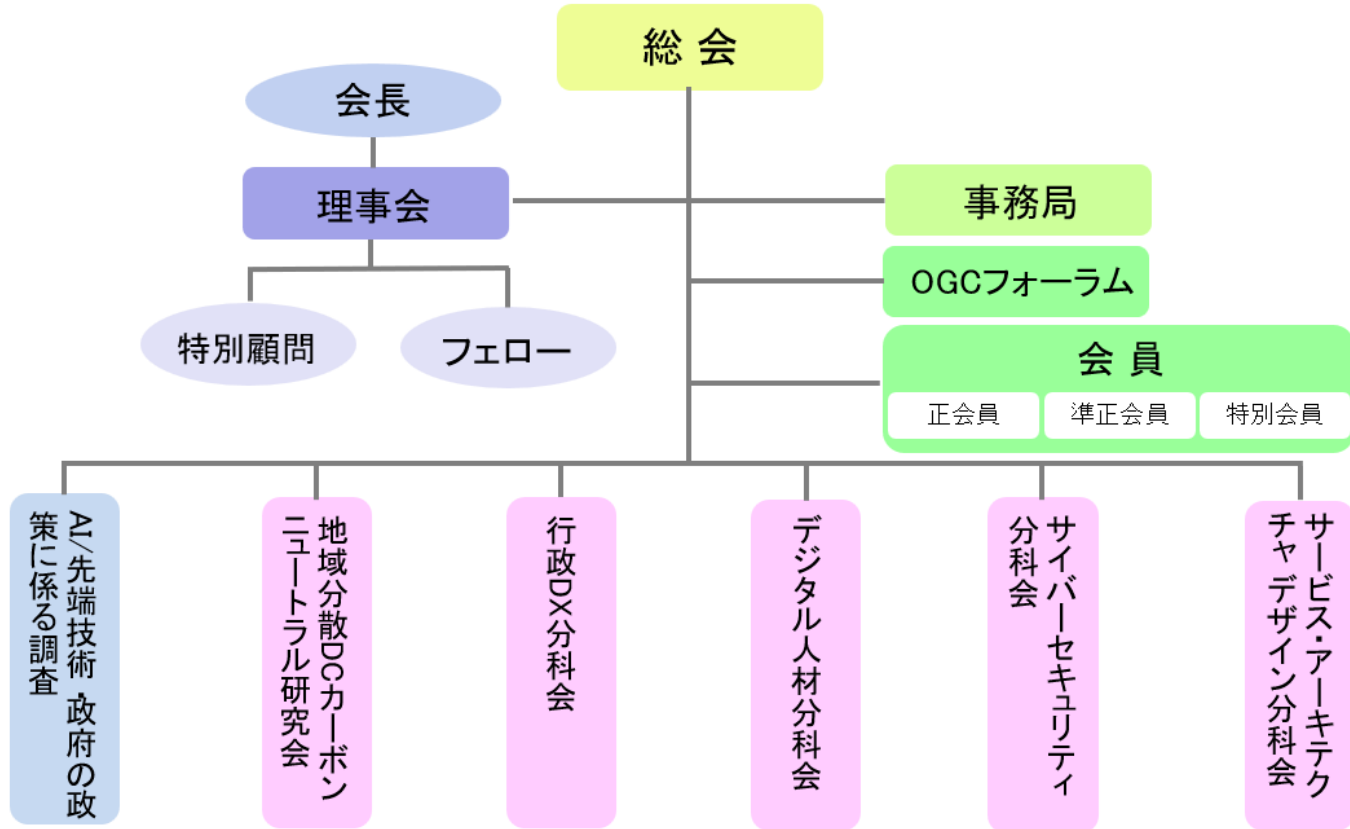 総 会
会長
理事会
事務局
OGCフォーラム
特別顧問
フェロー
会 員
正会員
準正会員
特別会員
AI/先端技術・政府の政
策に係る調査
地域分散DCカーボン
ニュートラル研究会
行政DX分科会
デジタル人材分科会
サイバーセキュリティ
分科会
サービス・アーキテク
チャ デザイン分科会